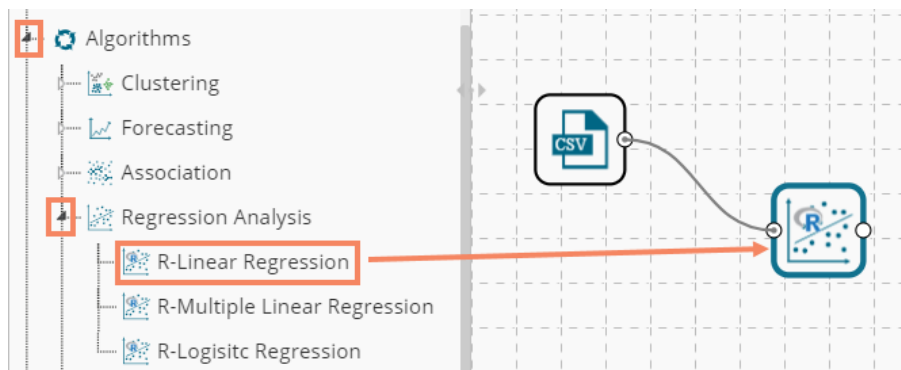 Algorithms
Clustering
Forecasting
Association
Regression Analysis
R-Linear Regression
R-Multiple Linear Regression
R-Logisitc Regression
CSV
R